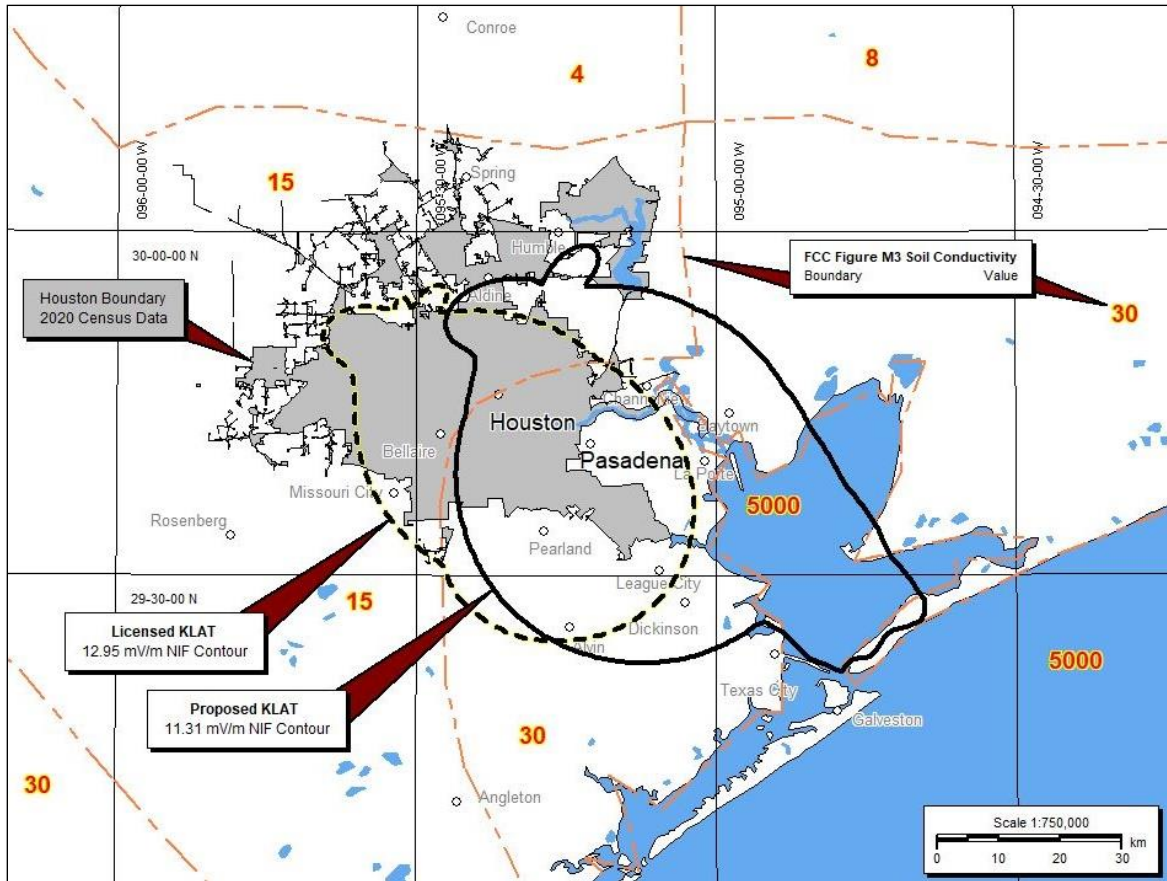 Conroe
4
8
096-00-00 W
095-30-00 W
095-00-00 W
094-30-00 W
Spring
15
30-00-00 N
Humble
FCC Figure M3 Soil Conductivity
Boundary Value
Houston Boundary
2020 Census Data
Aldine
30
Channelview
Houston
Baytown
Bellaire
Pasadena
La Porte
Missouri City
5000
Rosenberg
Pearland
League City
29-30-00 N
15
Dickinson
Licensed KLAT
12.95 mV/m NIF Contour
Alvin
Texas City
5000
Proposed KLAT
11.31 mV/m NIF Contour
Galveston
30
30
Angleton
Scale 1:750,000
km
0 10 20 30